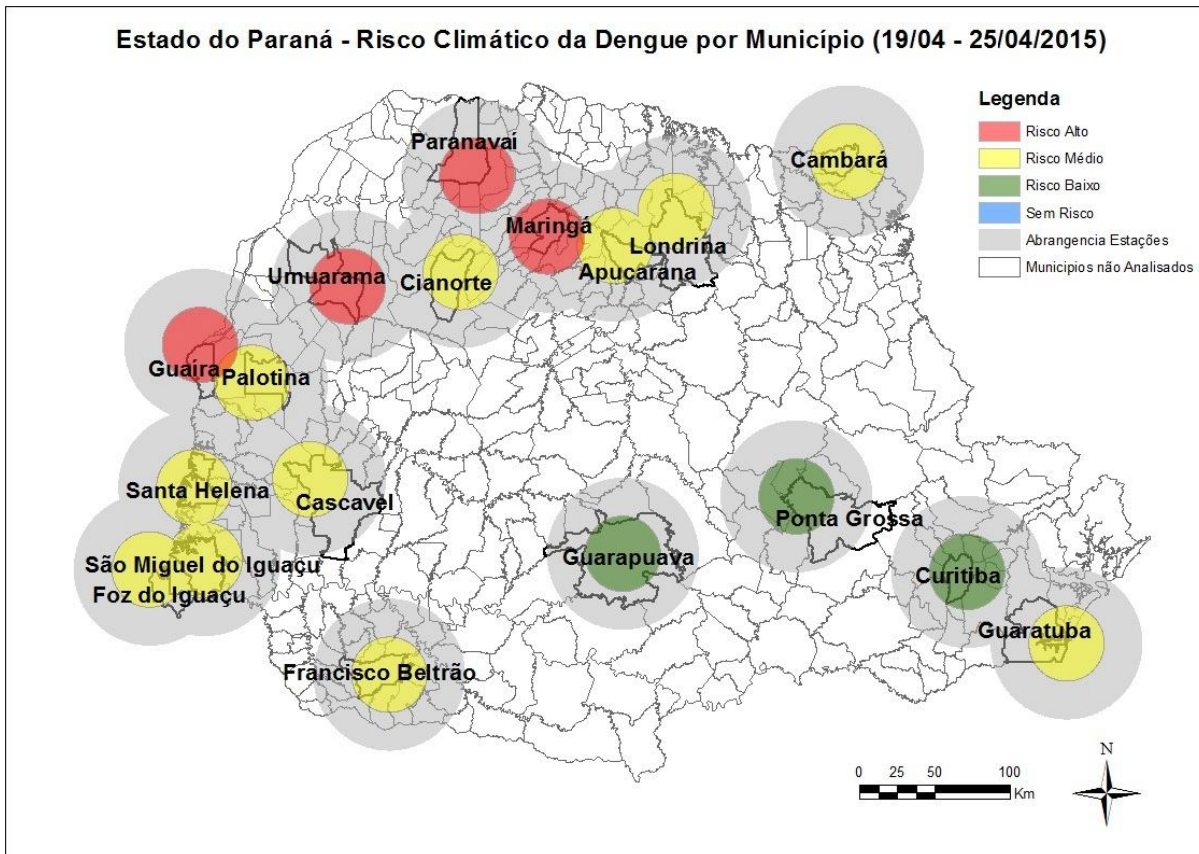 Estado do Paraná - Risco Climático da Dengue por Município (19/04 - 25/04/2015)
Legenda
Risco Alto
Risco Médio
Risco Baixo
Sem Risco
Abrangencia Estações
Municipios não Analisados
Paranavaí
Cambará
Maringá
Londrina
Apucarana
Umuarama
Cianorte
Guaíra
Palotina
Santa Helena
Cascavel
Ponta Grossa
São Miguel do Iguaçu
Guarapuava
Curitiba
Foz do Iguaçu
Guaratuba
Francisco Beltrão
N
0 25 50 100
Km